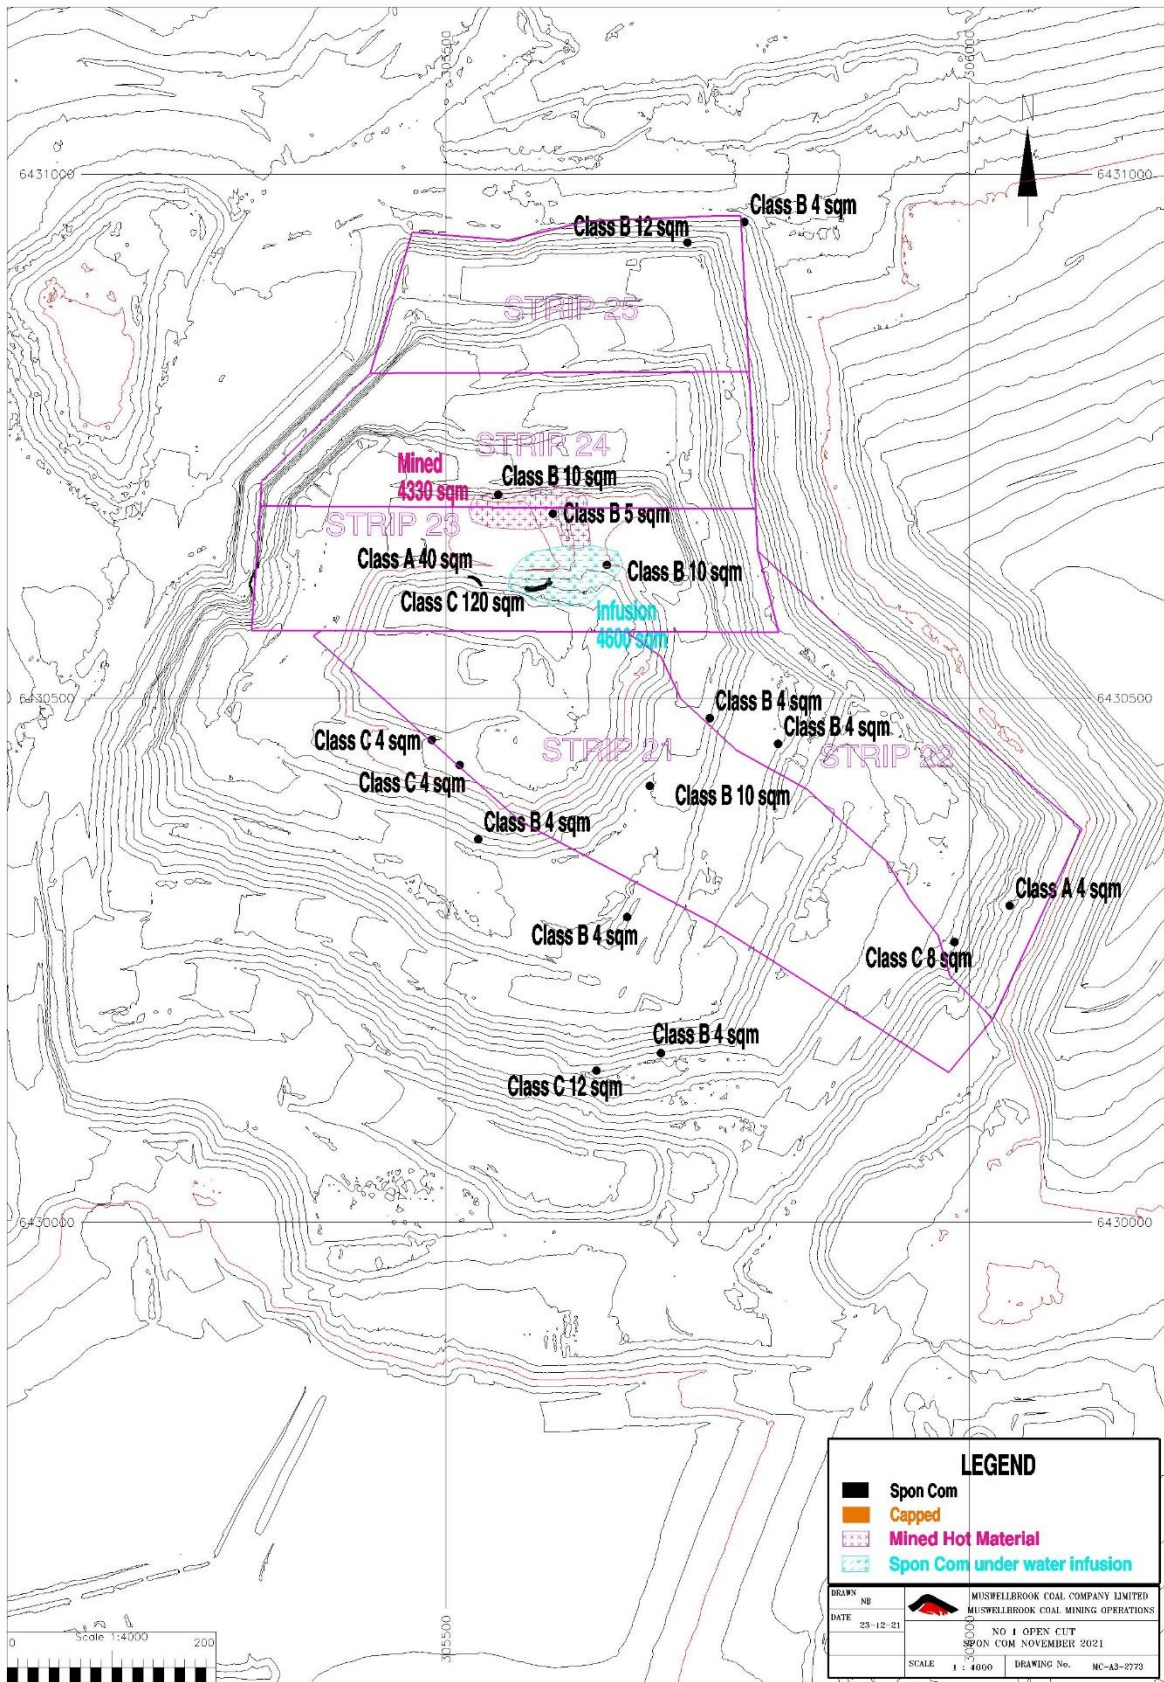 305500
306000
N
6431000
6431000
Class B 4 sqm
Class B 12 sqm
STRIP 25
STRIP 24
Mined
4330 sqm
Class B 10 sqm
STRIP 23
Class B 5 sqm
Class A 40 sqm
Class B 10 sqm
Class C 120 sqm
Infusion
4600 sqm
6430500
6430500
Class B 4 sqm
Class B 4 sqm
Class C 4 sqm
STRIP 21
STRIP 22
Class C 4 sqm
Class B 10 sqm
Class B 4 sqm
Class A 4 sqm
Class B 4 sqm
Class C 8 sqm
Class B 4 sqm
Class C 12 sqm
6430000
6430000
LEGEND
Spon Com
Capped
Mined Hot Material
Spon Com under water infusion
DRAWN
NB
DATE
23-12-21
MUSWELLBROOK COAL COMPANY LIMITED
MUSWELLBROOK COAL MINING OPERATIONS
NO 1 OPEN CUT
SPON COM NOVEMBER 2021
SCALE
1 : 4000
DRAWING No.
MC-A3-2773
0
Scale 1:4000
200
305500
306000